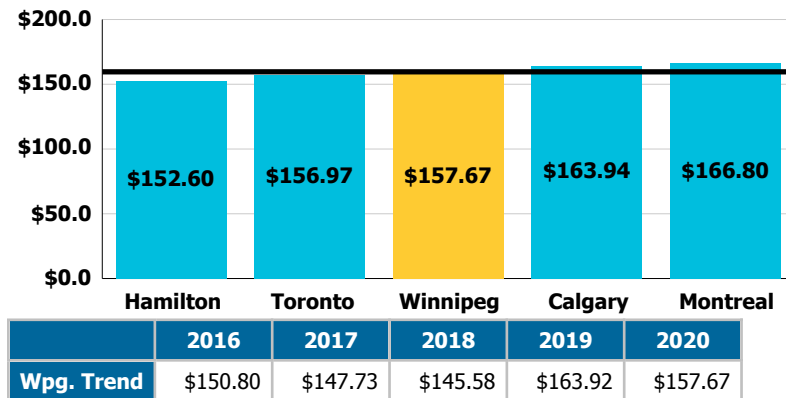 $200.0
$150.0
$100.0
$50.0
$0.0
$152.60 $156.97 $157.67 $163.94 $166.80
Hamilton Toronto Winnipeg Calgary Montreal
2016 2017 2018 2019 2020
Wpg. Trend $150.80 $147.73 $145.58 $163.92 $157.67